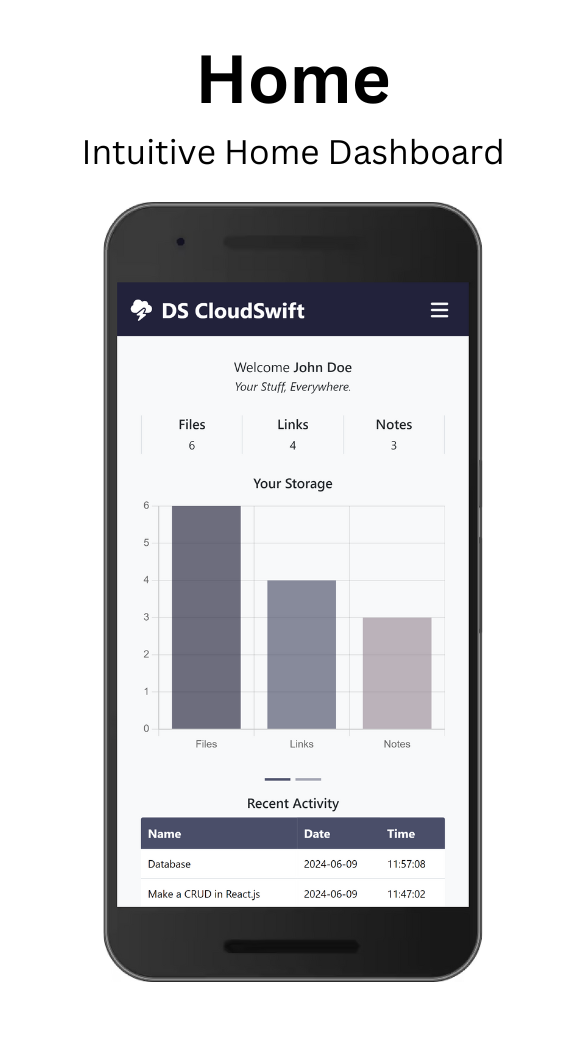 Home
Intuitive Home Dashboard
DS CloudSwift
Welcome John Doe
Your Stuff, Everywhere.
Files Links Notes
6 4 3
Your Storage
6
5
4
3
2
1
0
Files Links Notes
Recent Activity
Name Date Time
Database 2024-06-09 11:57:08
Make a CRUD in React.js 2024-06-09 11:47:02